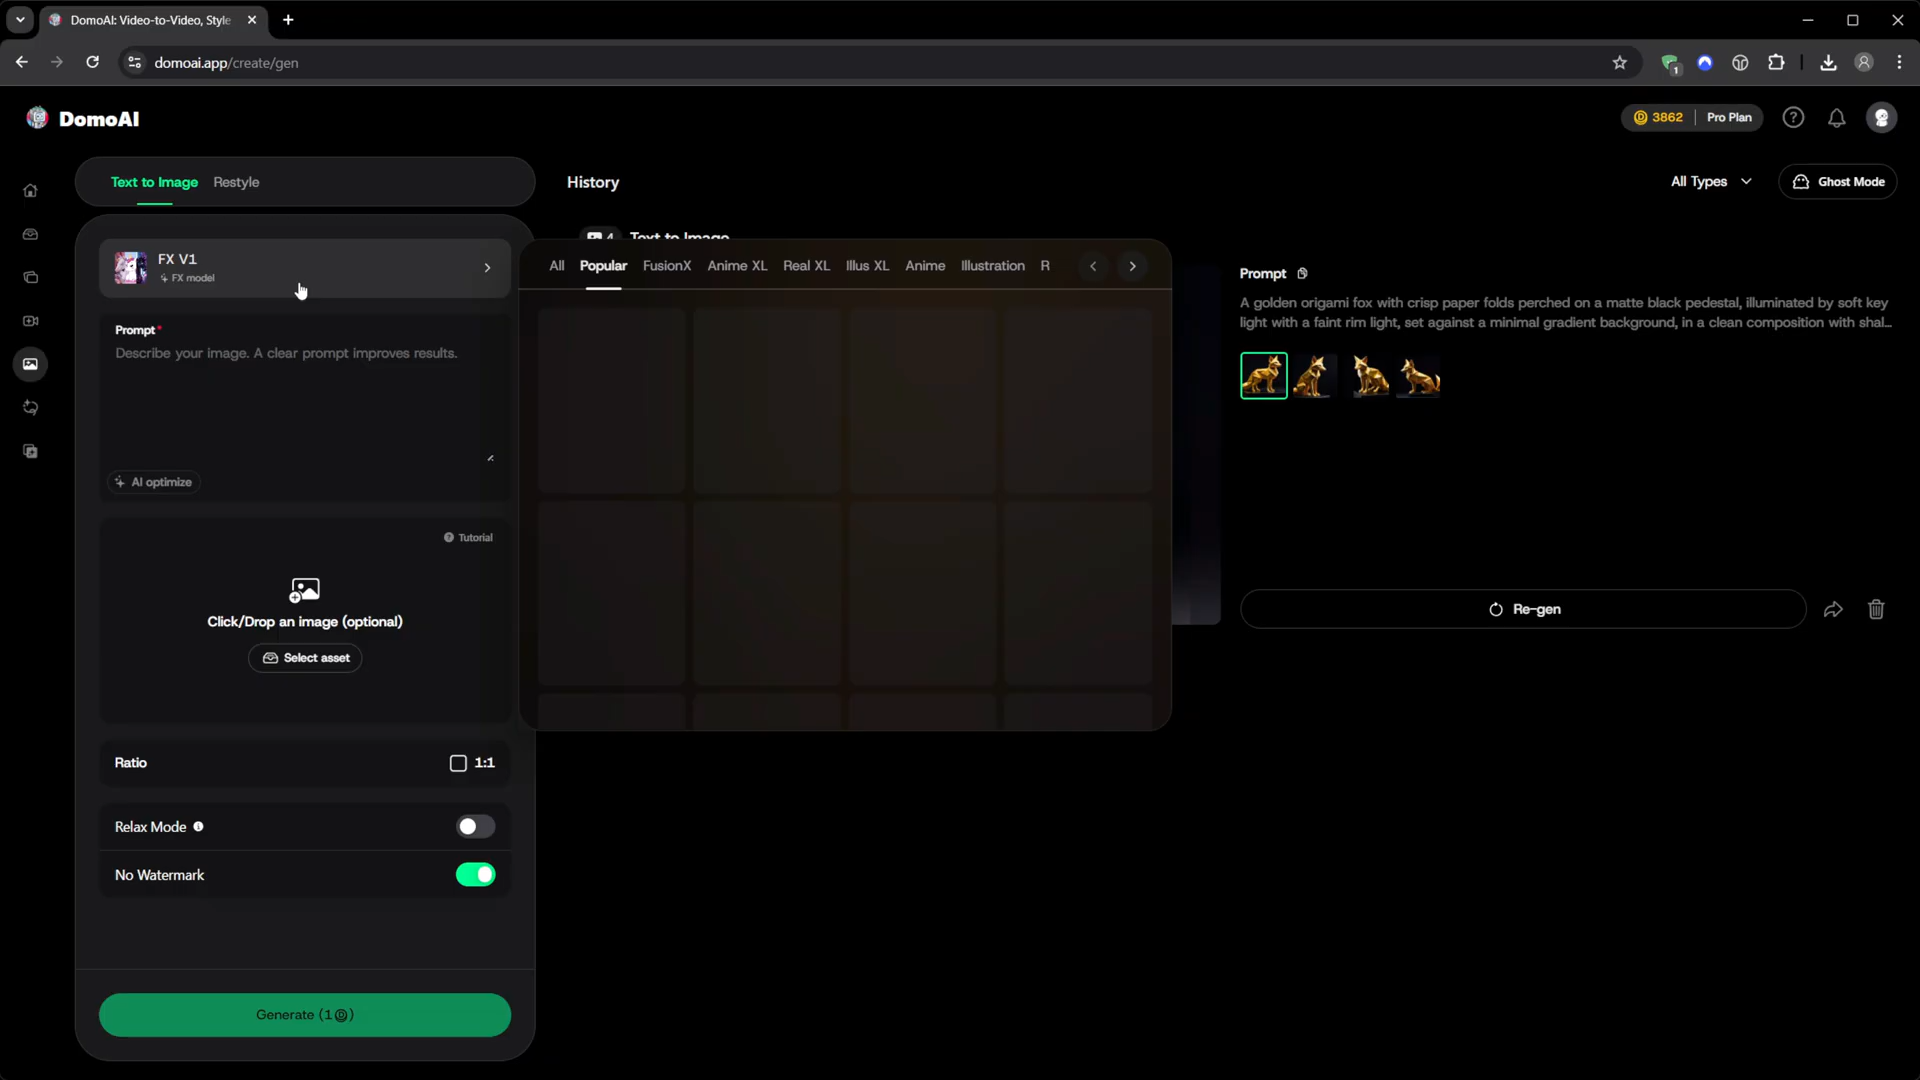 DomoAI: Video-to-Video, Style
domoai.app/create/gen
1
DomoAI
3862
Pro Plan
Text to Image
Restyle
History
All Types
Ghost Mode
FX V1
FX model
4 Text to Image
All
Popular
FusionX
Anime XL
Real XL
Illus XL
Anime
Illustration
R
Prompt
A golden origami fox with crisp paper folds perched on a matte black pedestal, illuminated by soft key
light with a faint rim light, set against a minimal gradient background, in a clean composition with shal...
Prompt*
Describe your image. A clear prompt improves results.
AI optimize
Tutorial
Click/Drop an image (optional)
Select asset
Re-gen
Ratio
1:1
Relax Mode
No Watermark
Generate (1)